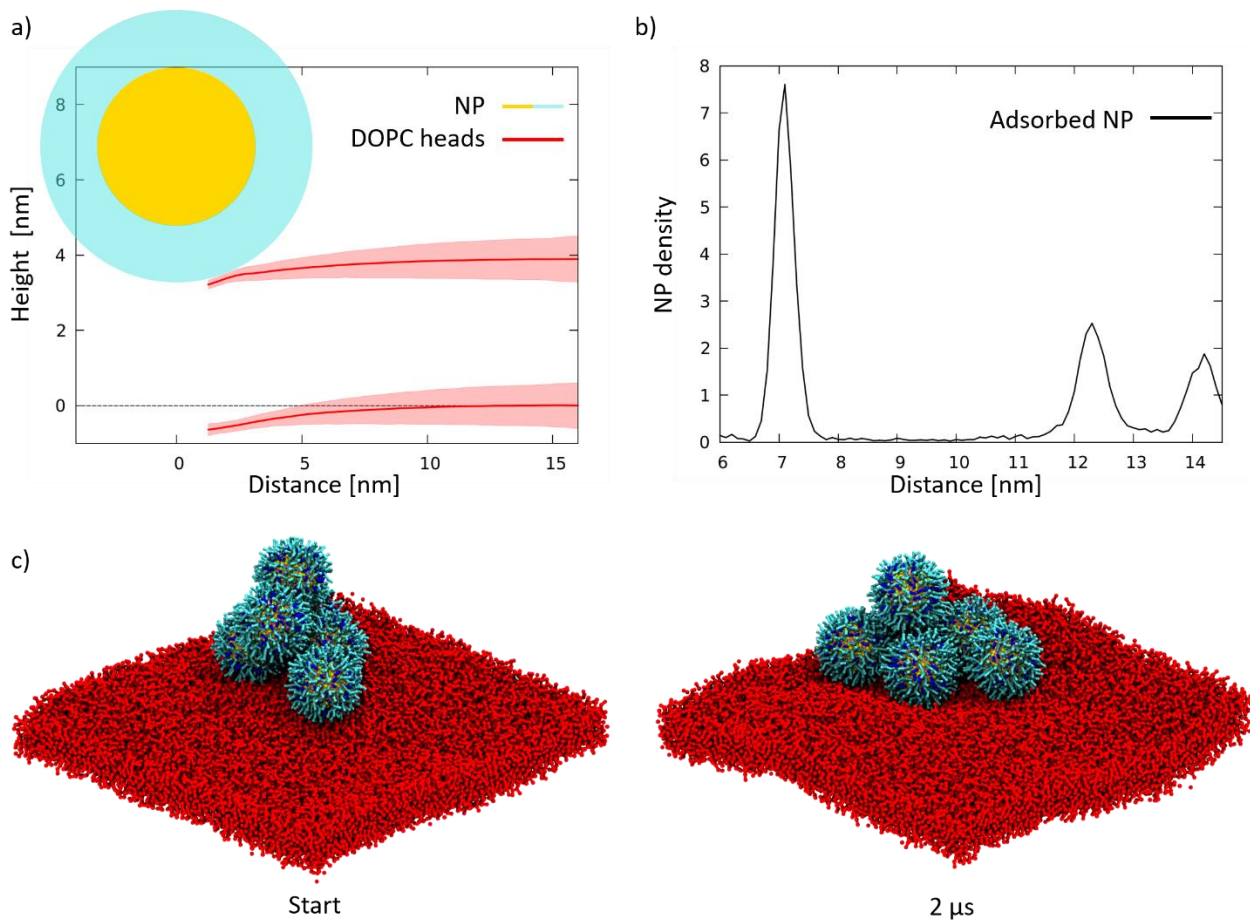 a)
8
6
4
2
0
Height [nm]
NP
DOPC heads
0
5
10
15
Distance [nm]
b)
8
7
6
5
4
3
2
1
0
NP density
Adsorbed NP
6
7
8
9
10
11
12
13
14
Distance [nm]
c)
Start
2 μs